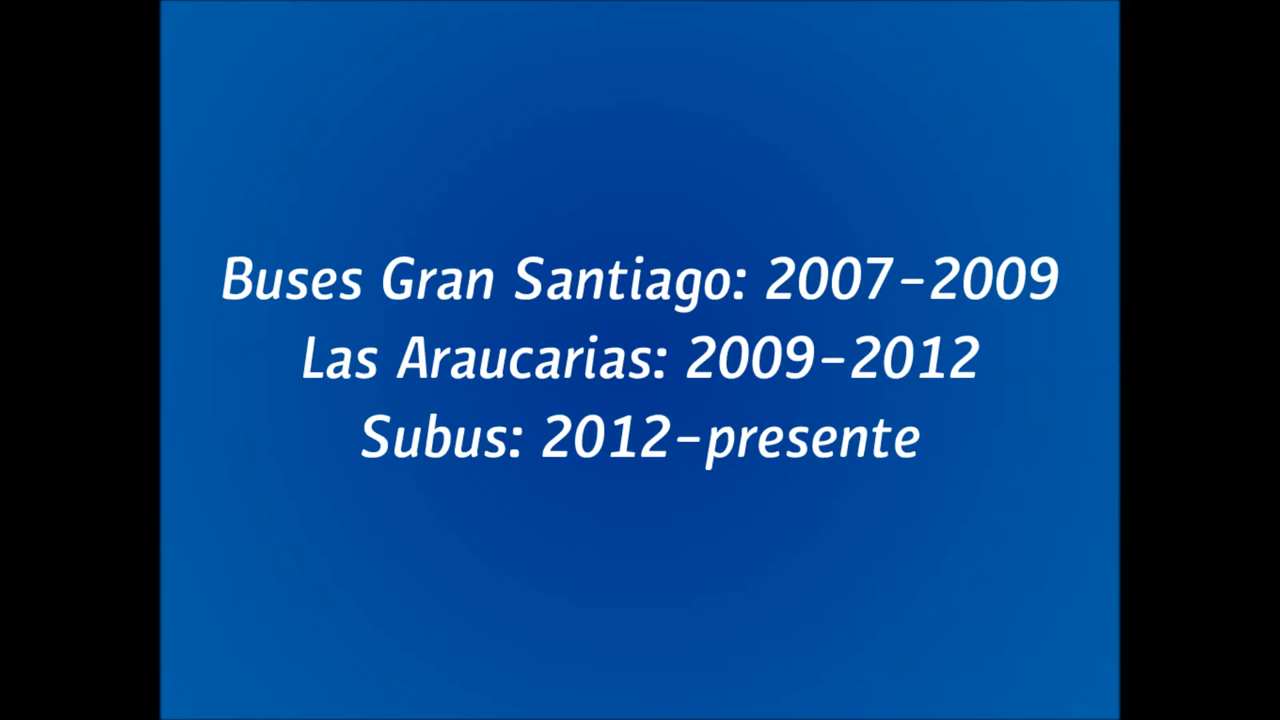 Buses Gran Santiago: 2007-2009
Las Araucarias: 2009-2012
Subus: 2012-presente